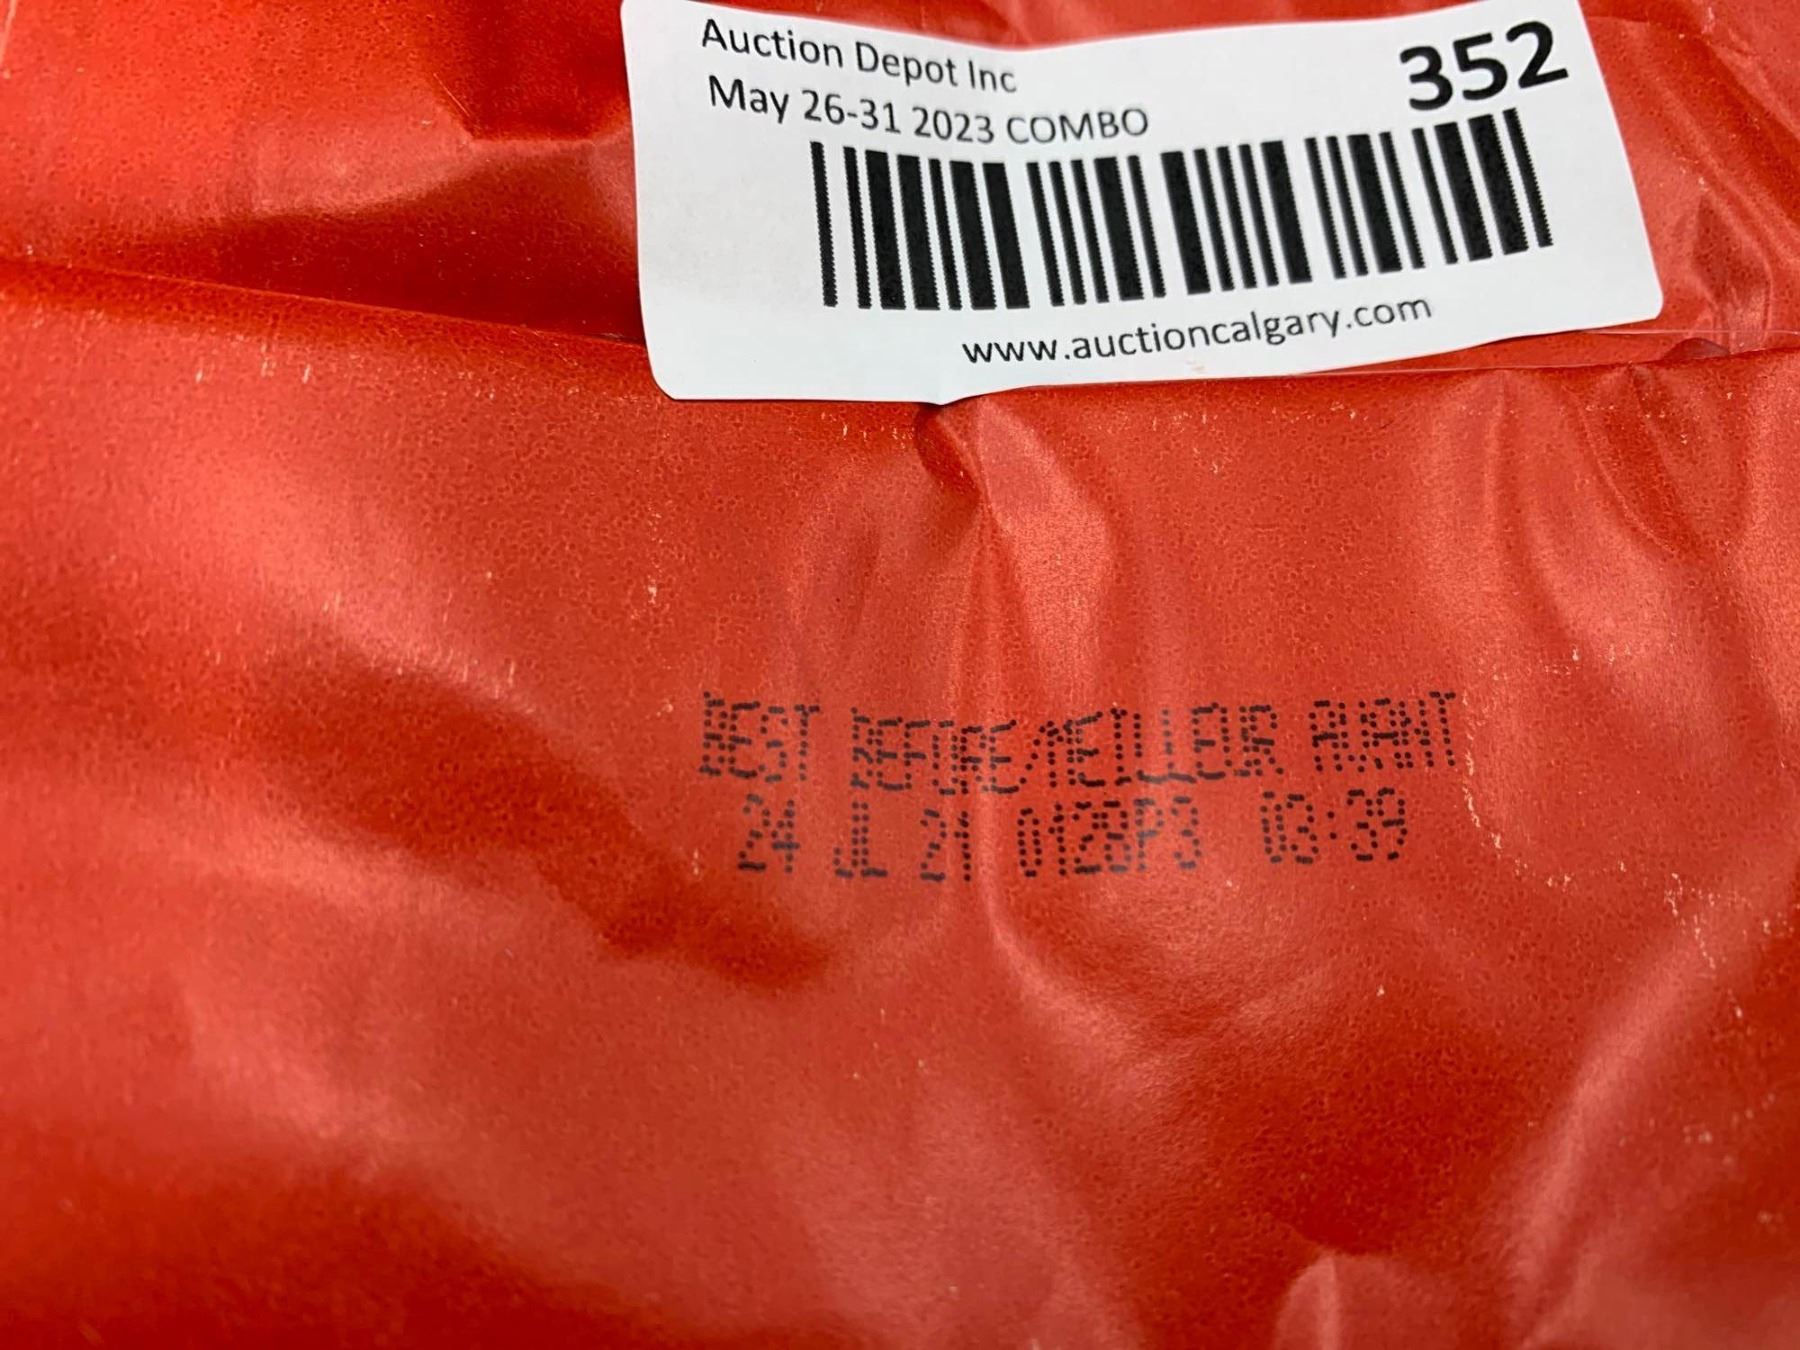 Auction Depot Inc
352
May 26-31 2023 COMBO
www.auctioncalgary.com
BEST BEFORE/MEILLEUR AVANT
24 JL 21 0128P3 03:39